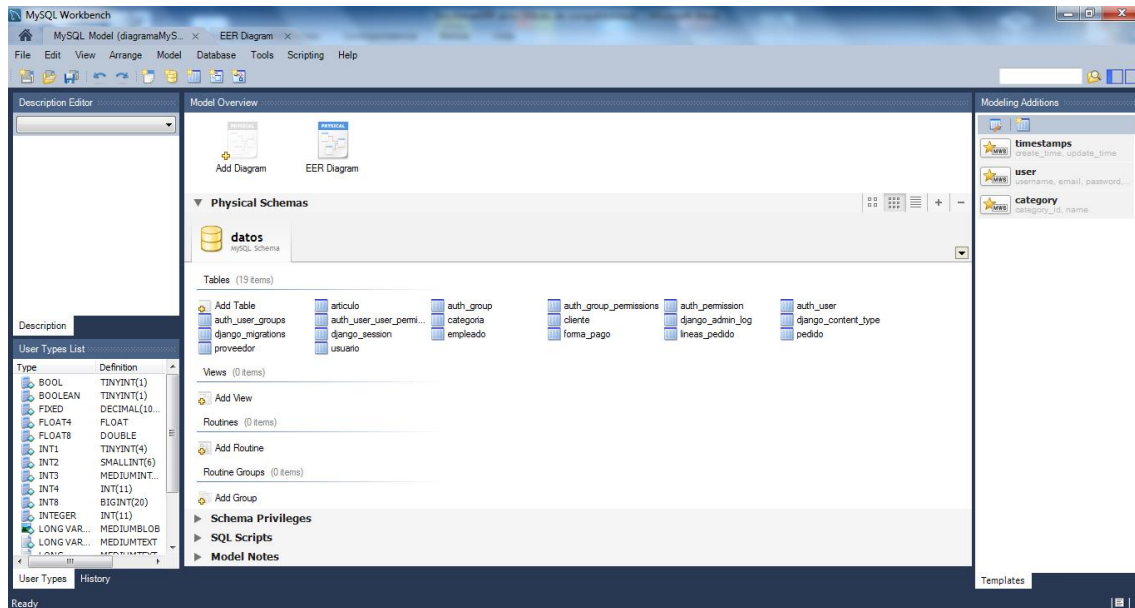 MySQL Workbench
MySQL Model (diagramaMyS... × EER Diagram ×
File Edit View Arrange Model Database Tools Scripting Help
Description Editor
Description
User Types List
Type Definition
BOOL TINYINT(1)
BOOLEAN TINYINT(1)
FIXED DECIMAL(10...
FLOAT4 FLOAT
FLOAT8 DOUBLE
INT1 TINYINT(4)
INT2 SMALLINT(6)
INT3 MEDIUMINT...
INT4 INT(11)
INT8 BIGINT(20)
INTEGER INT(11)
LONG VAR... MEDIUMBLOB
LONG VAR... MEDIUMTEXT
LONG MEDIUMTEXT
User Types History
Ready
Model Overview
PHYSICAL PHYSICAL
Add Diagram EER Diagram
Physical Schemas
datos
MySQL Schema
Tables (19 items)
Add Table articulo auth_group auth_group_permissions auth_permission auth_user
auth_user_groups auth_user_user_permi... categoria cliente django_admin_log django_content_type
django_migrations django_session empleado forma_pago lineas_pedido pedido
proveedor usuario
Views (0 items)
Add View
Routines (0 items)
Add Routine
Routine Groups (0 items)
Add Group
Schema Privileges
SQL Scripts
Model Notes
Modeling Additions
MWB timestamps
create_time, update_time
MWB user
username, email, password,...
MWB category
category_id, name
Templates